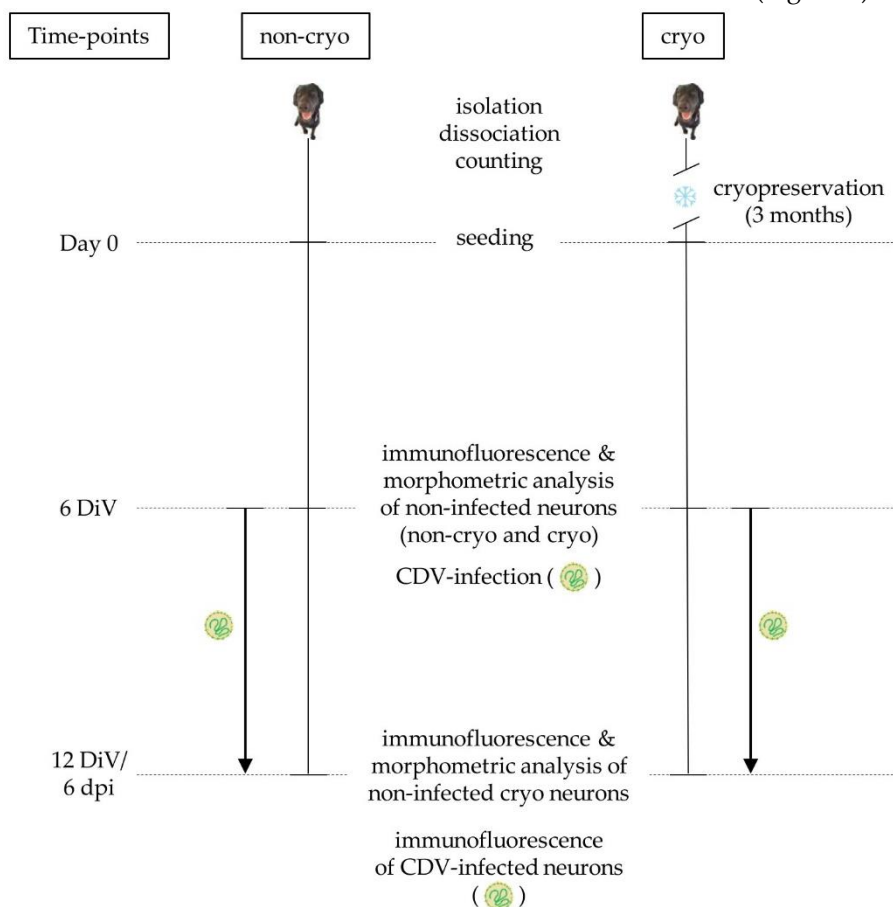 Time-points
non-cryo
cryo
isolation
dissociation
counting
cryopreservation
(3 months)
Day 0
seeding
immunofluorescence &
morphometric analysis
6 DiV
of non-infected neurons
(non-cryo and cryo)
CDV-infection ( )
12 DiV/
6 dpi
immunofluorescence &
morphometric analysis of
non-infected cryo neurons
immunofluorescence
of CDV-infected neurons
( )